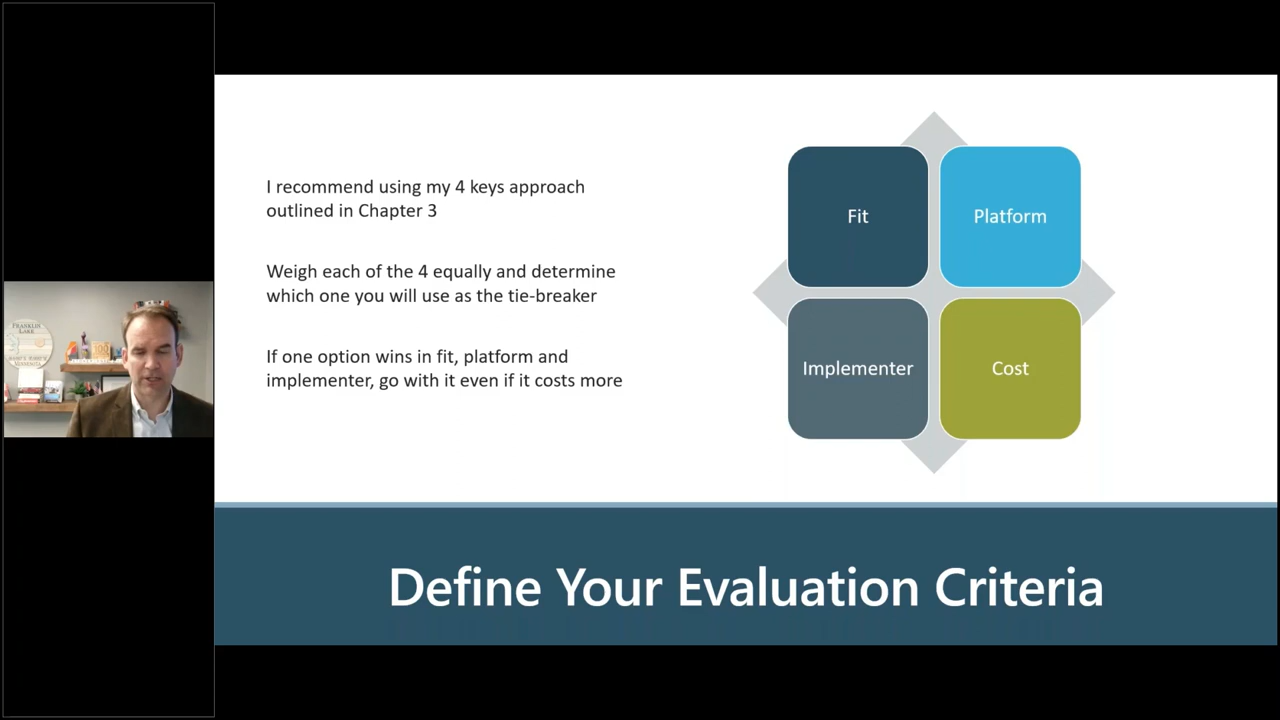 I recommend using my 4 keys approach
outlined in Chapter 3
Weigh each of the 4 equally and determine
which one you will use as the tie-breaker
If one option wins in fit, platform and
implementer, go with it even if it costs more
Fit
Platform
Implementer
Cost
Define Your Evaluation Criteria
FRANKLIN
LAKE